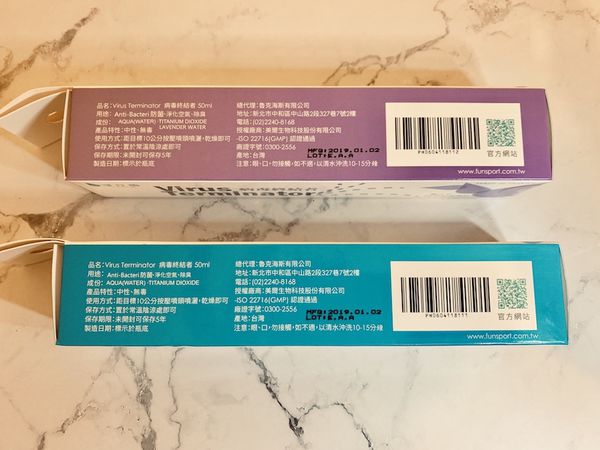 品名:Virus Terminator 病毒終結者 50ml
用途: Anti-Bacteri 防菌·淨化空氣·除臭
成份: AQUA(WATER)·TITANIUM DIOXIDE
LAVENDER WATER
產品特性:中性·無毒
使用方式:距目標10公分按壓噴頭噴灑,乾燥即可
保存方式:置於常溫陰涼處即可
保存期限:未開封可保存5年
製造日期:標示於瓶底
總代理:魯克海斯有限公司
地址:新北市中和區中山路2段327巷7號2樓
電話:(02)2240-8168
授權廠商:美爾生物科技股份有限公司
-ISO 22716(GMP) 認證通過
廠證字號:0300-2556
產地:台灣
注意:眼、口,勿接觸,如不適,以清水沖洗10-15分鐘
MFG:2019.01.02
LOT:E.A.A
PH0604118112
官方網站
www.funsport.com.tw
Virus 病毒終結者
Terminator
品名:Virus Terminator 病毒終結者 50ml
用途: Anti-Bacteri 防菌·淨化空氣·除臭
成份: AQUA(WATER)·TITANIUM DIOXIDE
產品特性:中性·無毒
使用方式:距目標10公分按壓噴頭噴灑,乾燥即可
保存方式:置於常溫陰涼處即可
保存期限:未開封可保存5年
製造日期:標示於瓶底
總代理:魯克海斯有限公司
地址:新北市中和區中山路2段327巷7號2樓
電話:(02)2240-8168
授權廠商:美爾生物科技股份有限公司
-ISO 22716(GMP) 認證通過
廠證字號:0300-2556
產地:台灣
注意:眼、口,勿接觸,如不適,以清水沖洗10-15分鐘
MFG:2019.01.02
LOT:E.A.A
PH0604118111
官方網站
www.funsport.com.tw